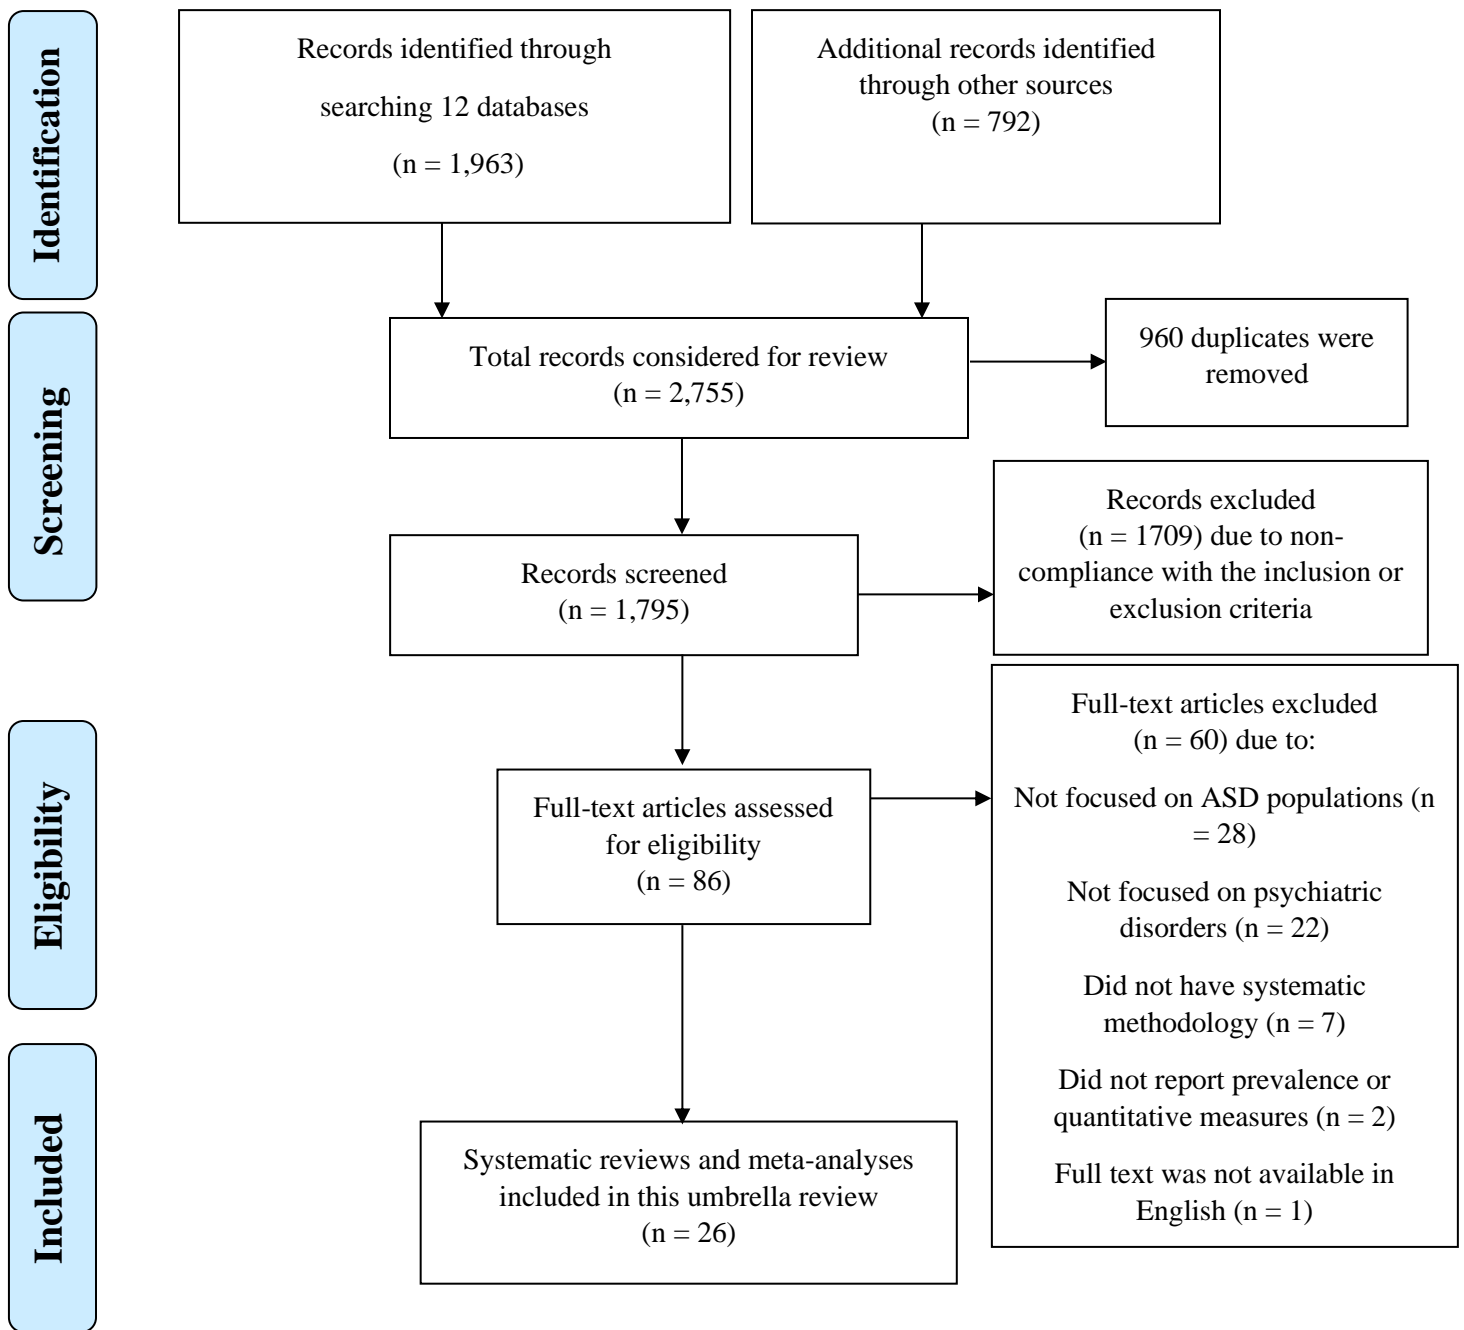 Identification
Records identified through
searching 12 databases
(n = 1,963)
Additional records identified
through other sources
(n = 792)
Screening
Total records considered for review
(n = 2,755)
960 duplicates were
removed
Records screened
(n = 1,795)
Records excluded
(n = 1709) due to non-
compliance with the inclusion or
exclusion criteria
Eligibility
Full-text articles assessed
for eligibility
(n = 86)
Full-text articles excluded
(n = 60) due to:
Not focused on ASD populations (n
= 28)
Not focused on psychiatric
disorders (n = 22)
Did not have systematic
methodology (n = 7)
Did not report prevalence or
quantitative measures (n = 2)
Full text was not available in
English (n = 1)
Included
Systematic reviews and meta-analyses
included in this umbrella review
(n = 26)